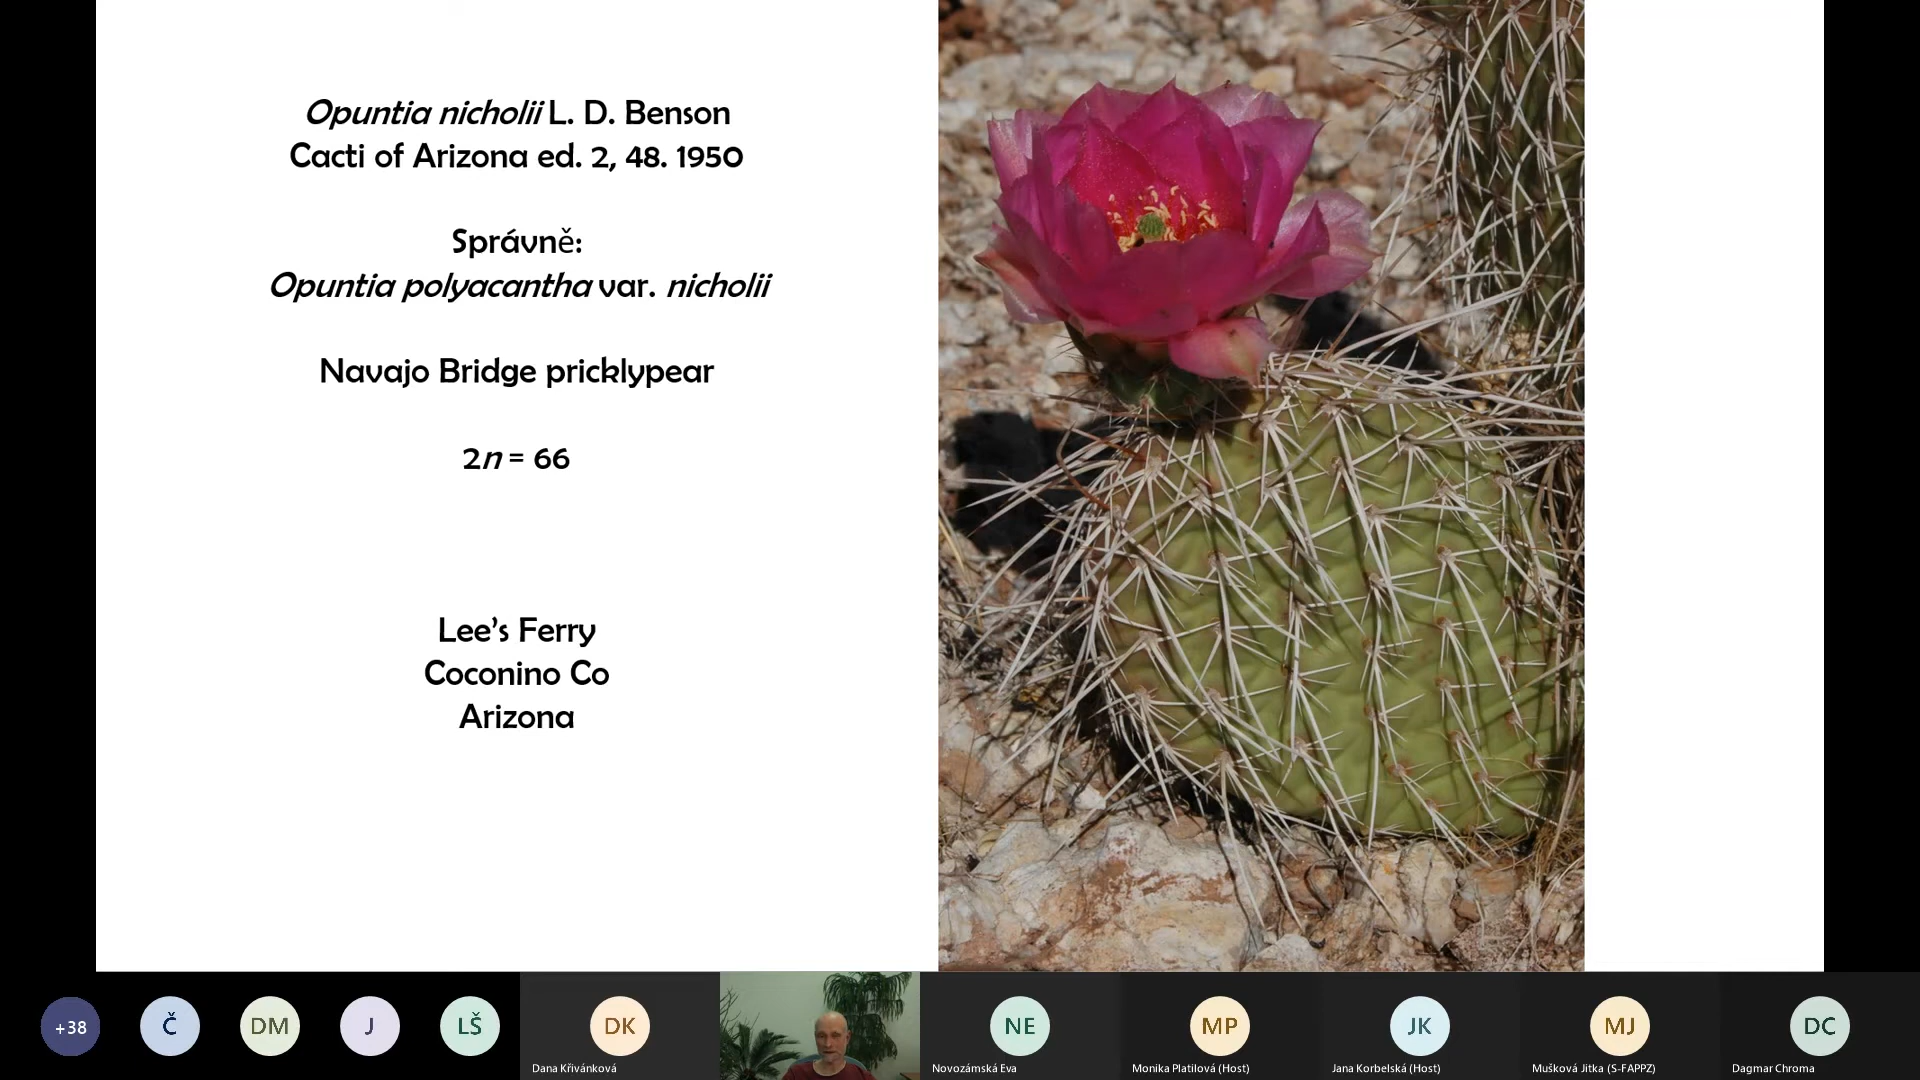 Opuntia nicholii L. D. Benson
Cacti of Arizona ed. 2, 48. 1950
Správně:
Opuntia polyacantha var. nicholii
Navajo Bridge pricklypear
2n = 66
Lee’s Ferry
Coconino Co
Arizona
+38
Č
DM
J
LŠ
DK
Dana Křivánková
NE
Novozámská Eva
MP
Monika Platilová (Host)
JK
Jana Korbelská (Host)
MJ
Mušková Jitka (S-FAPPZ)
DC
Dagmar Chroma